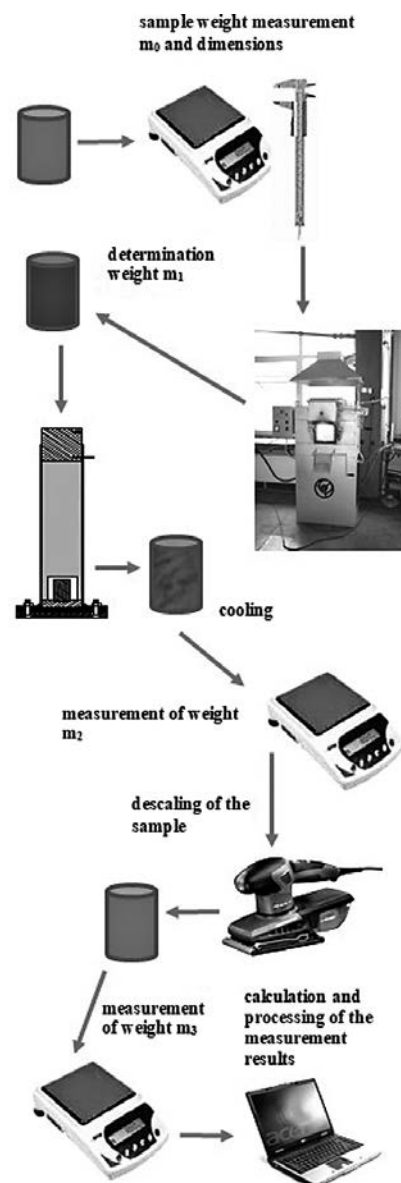 sample weight measurement
m₀ and dimensions
determination
weight m₁
cooling
measurement of weight
m₂
descaling of the
sample
measurement
of weight m₃
calculation and
processing of the
measurement
results
acer